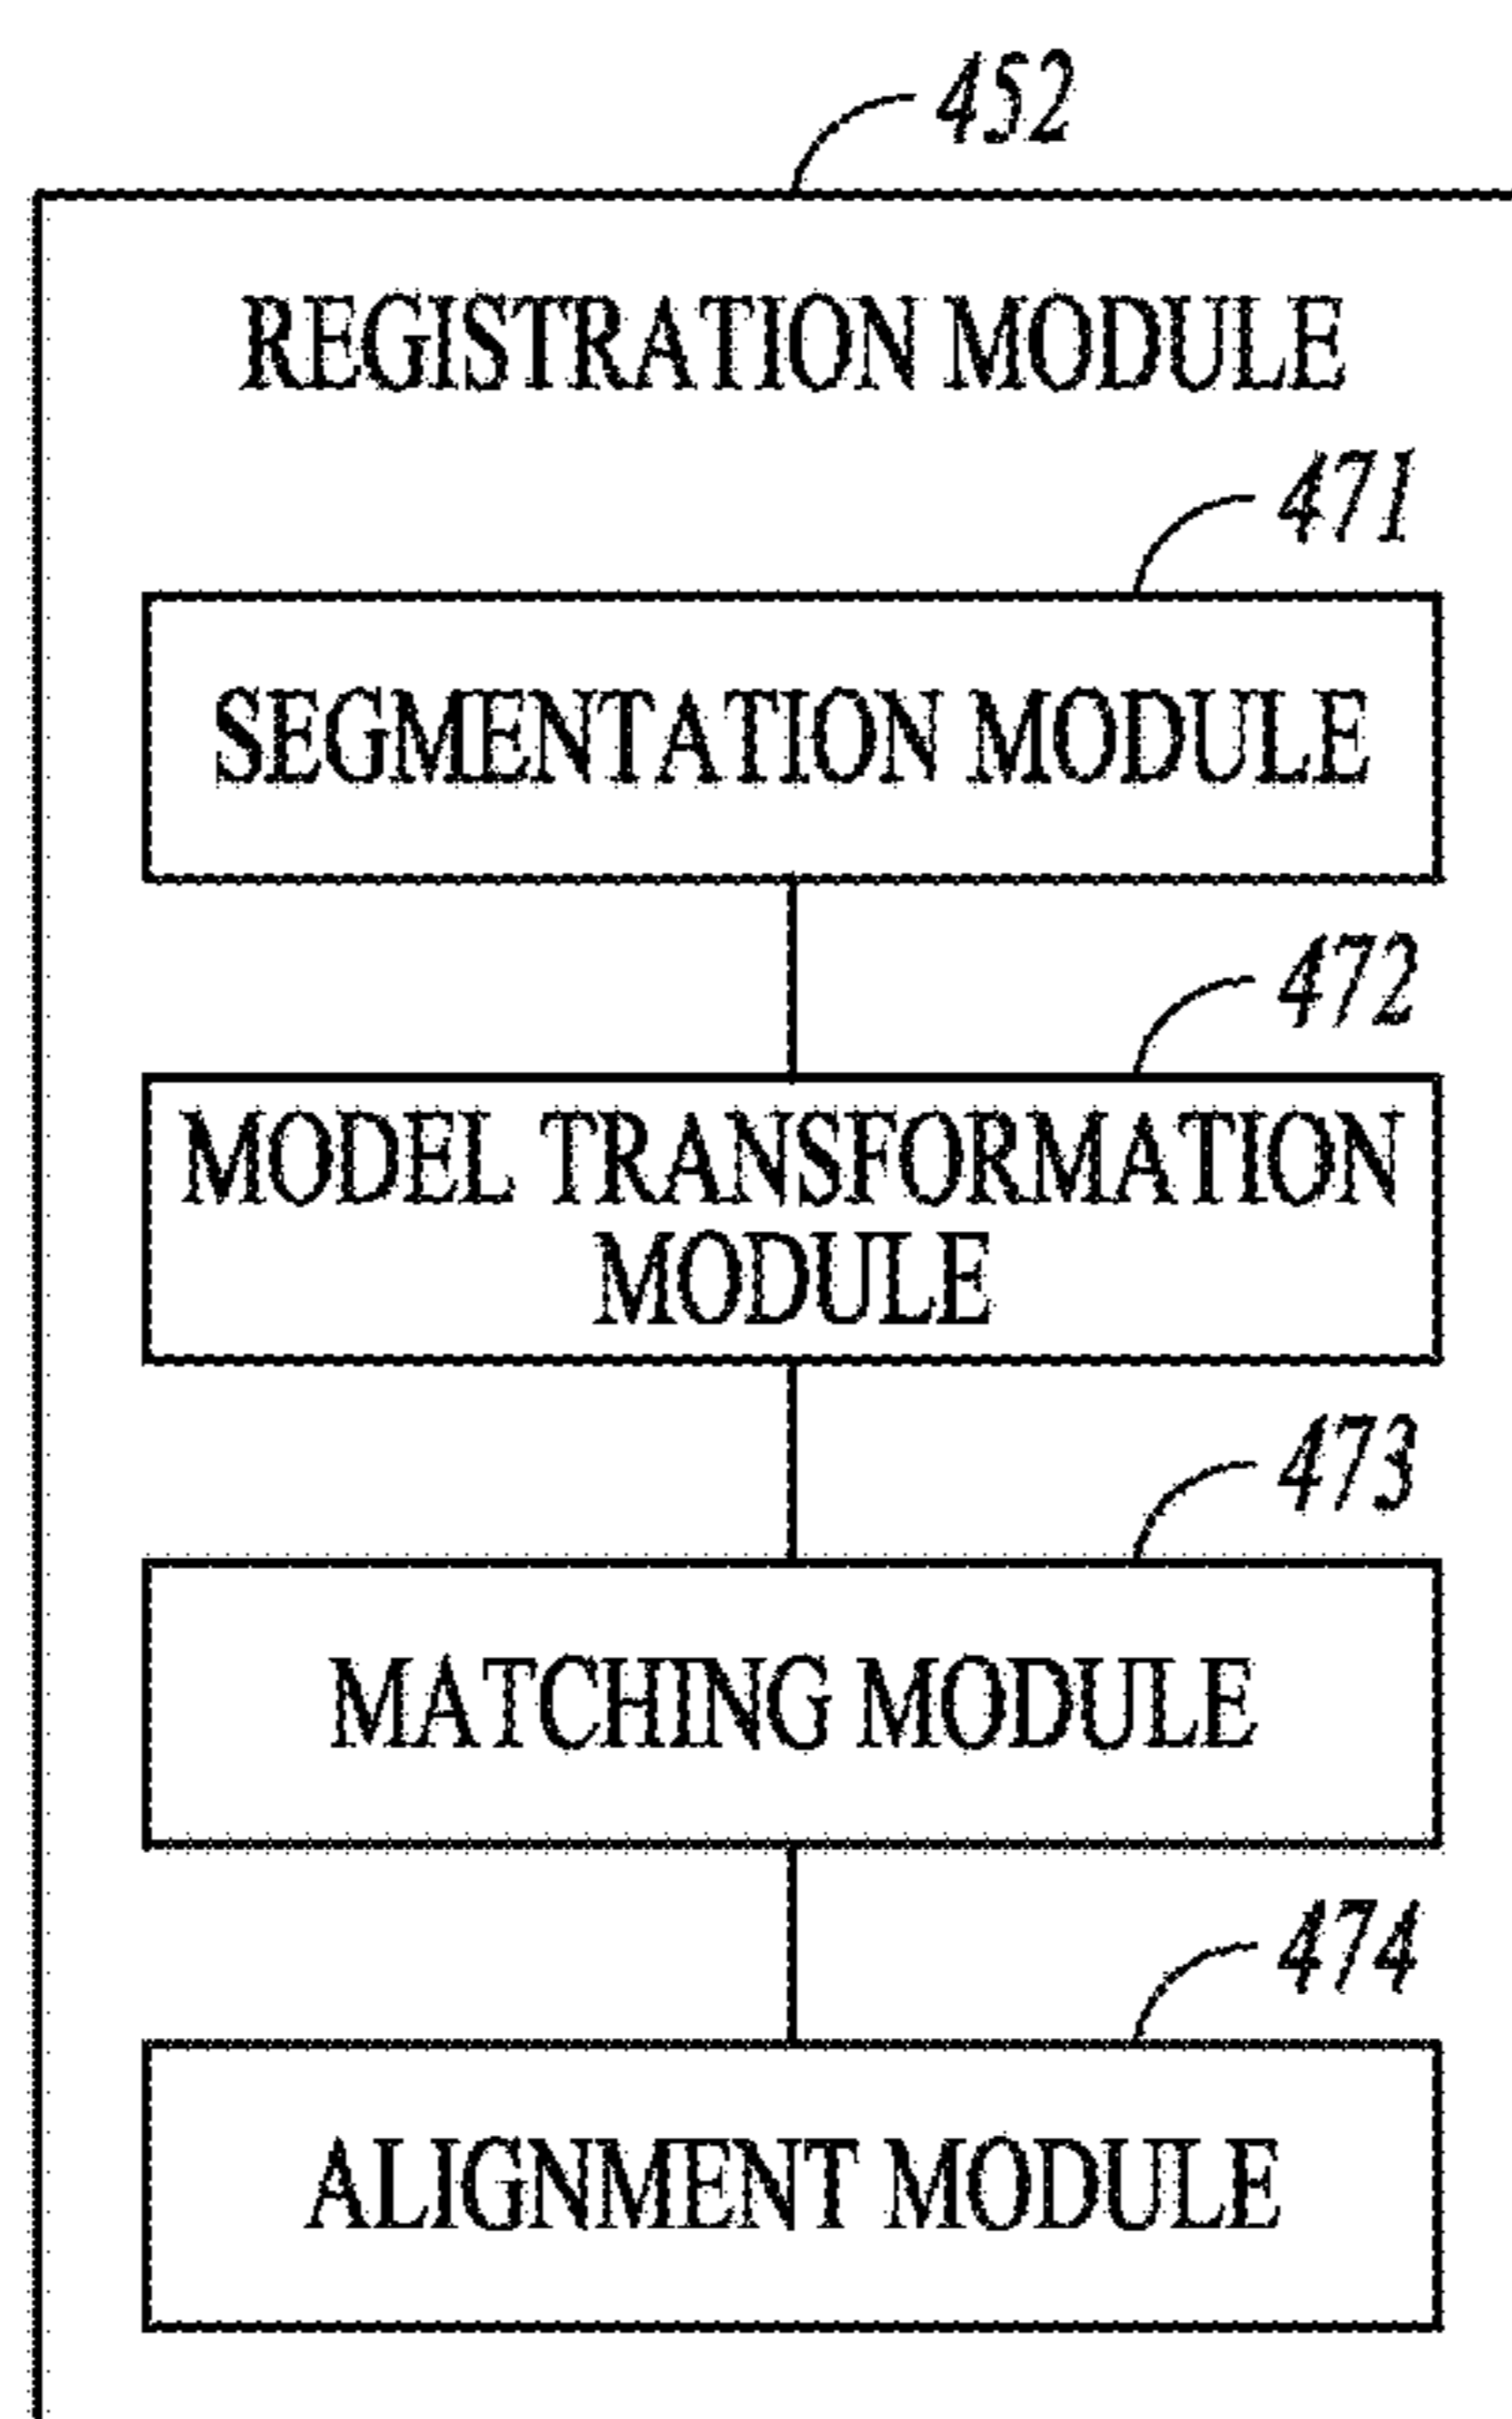 452
REGISTRATION MODULE
471
SEGMENTATION MODULE
472
MODEL TRANSFORMATION
MODULE
473
MATCHING MODULE
474
ALIGNMENT MODULE